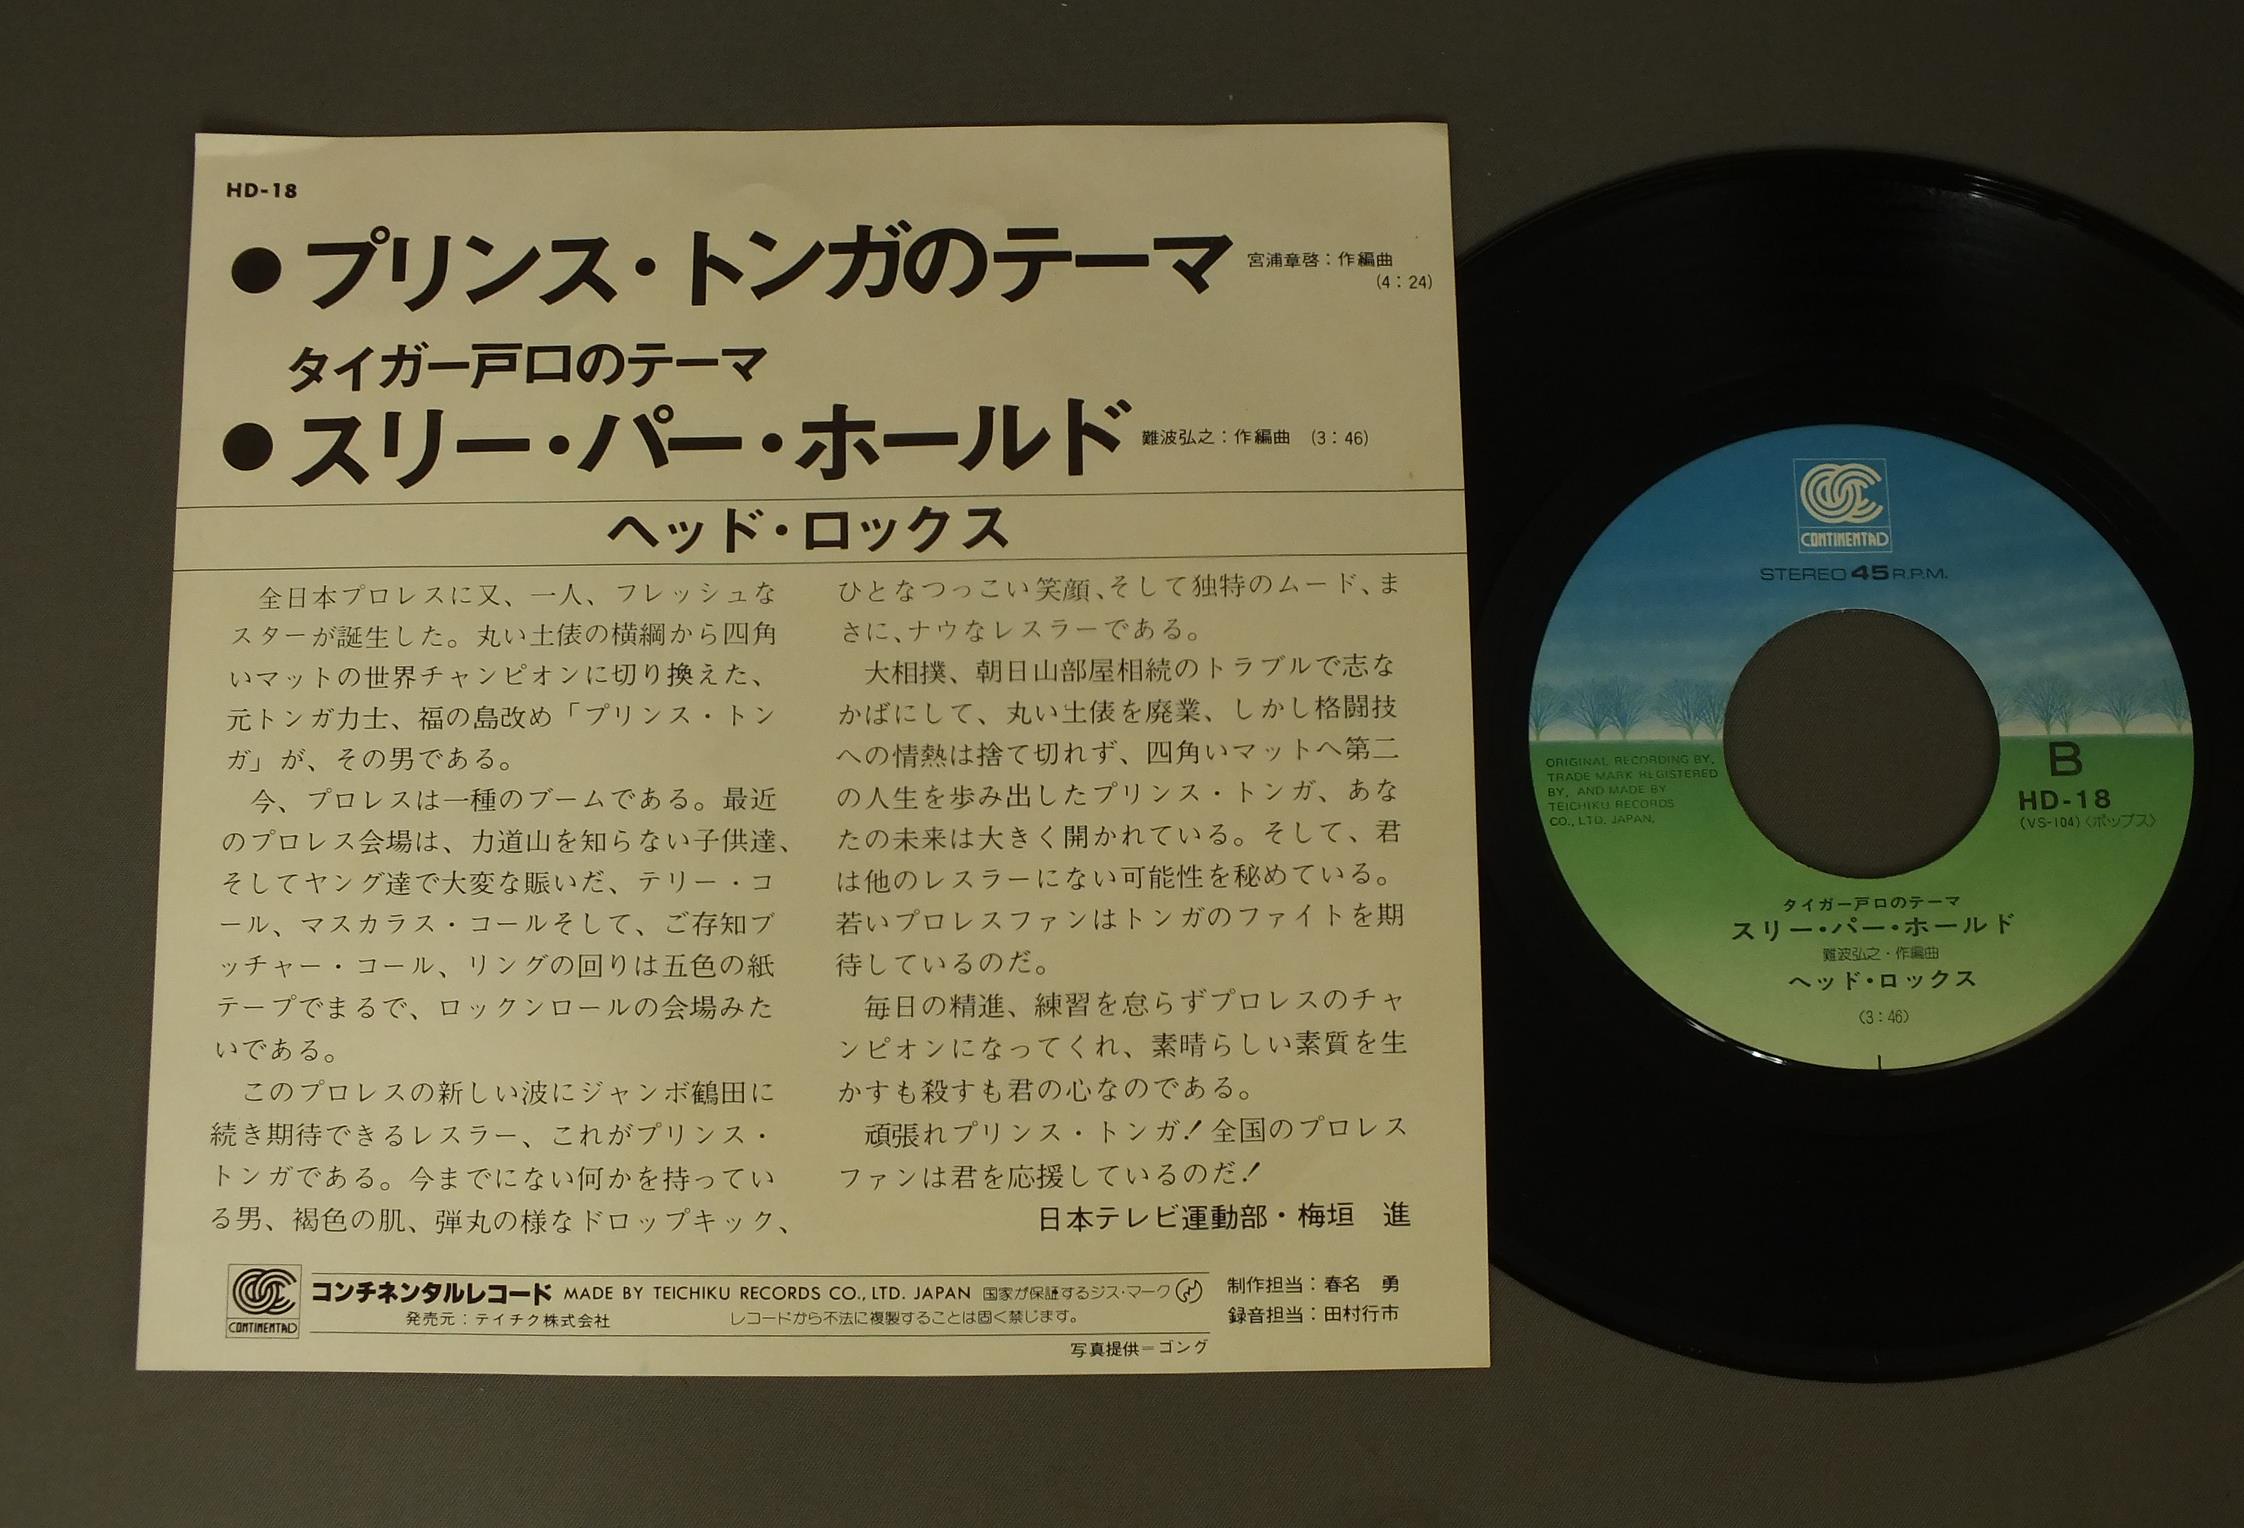 HD-18
●プリンス・トンガのテーマ 宮浦章啓：作編曲
(4：24)
タイガー戸口のテーマ
●スリー・パー・ホールド 難波弘之：作編曲 (3：46)
ヘッド・ロックス
全日本プロレスに又、一人、フレッシュな
スターが誕生した。丸い土俵の横綱から四角
いマットの世界チャンピオンに切り換えた、
元トンガ力士、福の島改め「プリンス・トン
ガ」が、その男である。
今、プロレスは一種のブームである。最近
のプロレス会場は、力道山を知らない子供達、
そしてヤング達で大変な賑いだ、テリー・コ
ール、マスカラス・コールそして、ご存知ブ
ッチャー・コール、リングの回りは五色の紙
テープでまるで、ロックンロールの会場みた
いである。
このプロレスの新しい波にジャンボ鶴田に
続き期待できるレスラー、これがプリンス・
トンガである。今までにない何かを持ってい
る男、褐色の肌、弾丸の様なドロップキック、
ひとなつっこい笑顔、そして独特のムード、ま
さに、ナウなレスラーである。
大相撲、朝日山部屋相続のトラブルで志な
かばにして、丸い土俵を廃業、しかし格闘技
への情熱は捨て切れず、四角いマットへ第二
の人生を歩み出したプリンス・トンガ、あな
たの未来は大きく開かれている。そして、君
は他のレスラーにない可能性を秘めている。
若いプロレスファンはトンガのファイトを期
待しているのだ。
毎日の精進、練習を怠らずプロレスのチャ
ンピオンになってくれ、素晴らしい素質を生
かすも殺すも君の心なのである。
頑張れプリンス・トンガ！全国のプロレス
ファンは君を応援しているのだ！
日本テレビ運動部・梅垣　進
CONTINENTAL
コンチネンタルレコード MADE BY TEICHIKU RECORDS CO., LTD. JAPAN 国家が保証するジス・マーク
発売元：テイチク株式会社 レコードから不法に複製することは固く禁じます。
写真提供＝ゴング
制作担当：春名　勇
録音担当：田村行市
CONTINENTAL
STEREO 45 R.P.M.
ORIGINAL RECORDING BY,
TRADE MARK REGISTERED
BY, AND MADE BY
TEICHIKU RECORDS
CO., LTD. JAPAN.
B
HD-18
(VS-104)〈ポップス〉
タイガー戸口のテーマ
スリー・パー・ホールド
難波弘之・作編曲
ヘッド・ロックス
(3：46)